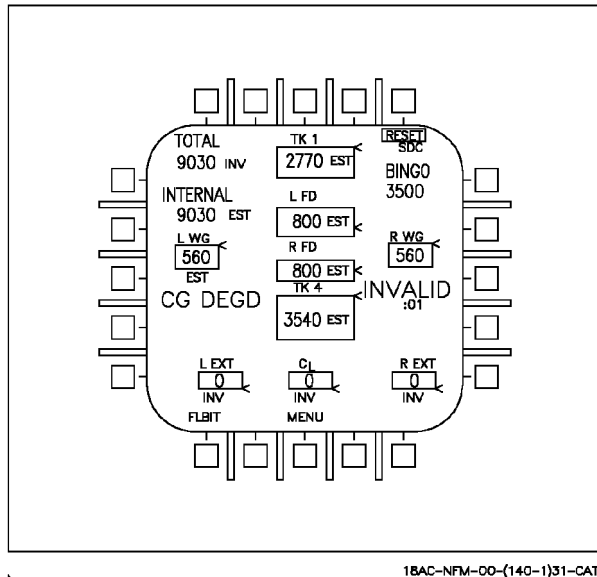 TOTAL
9030 INV
TK 1
2770 EST
RESET
SDC
BINGO
3500
INTERNAL
9030 EST
L FD
800 EST
L WG
560
EST
R FD
800 EST
R WG
560
CG DEGD
TK 4
3540 EST
INVALID
:01
L EXT
0
INV
CL
0
INV
R EXT
0
INV
FLBIT
MENU
18AC-NFM-00-(140-1)31-CAT